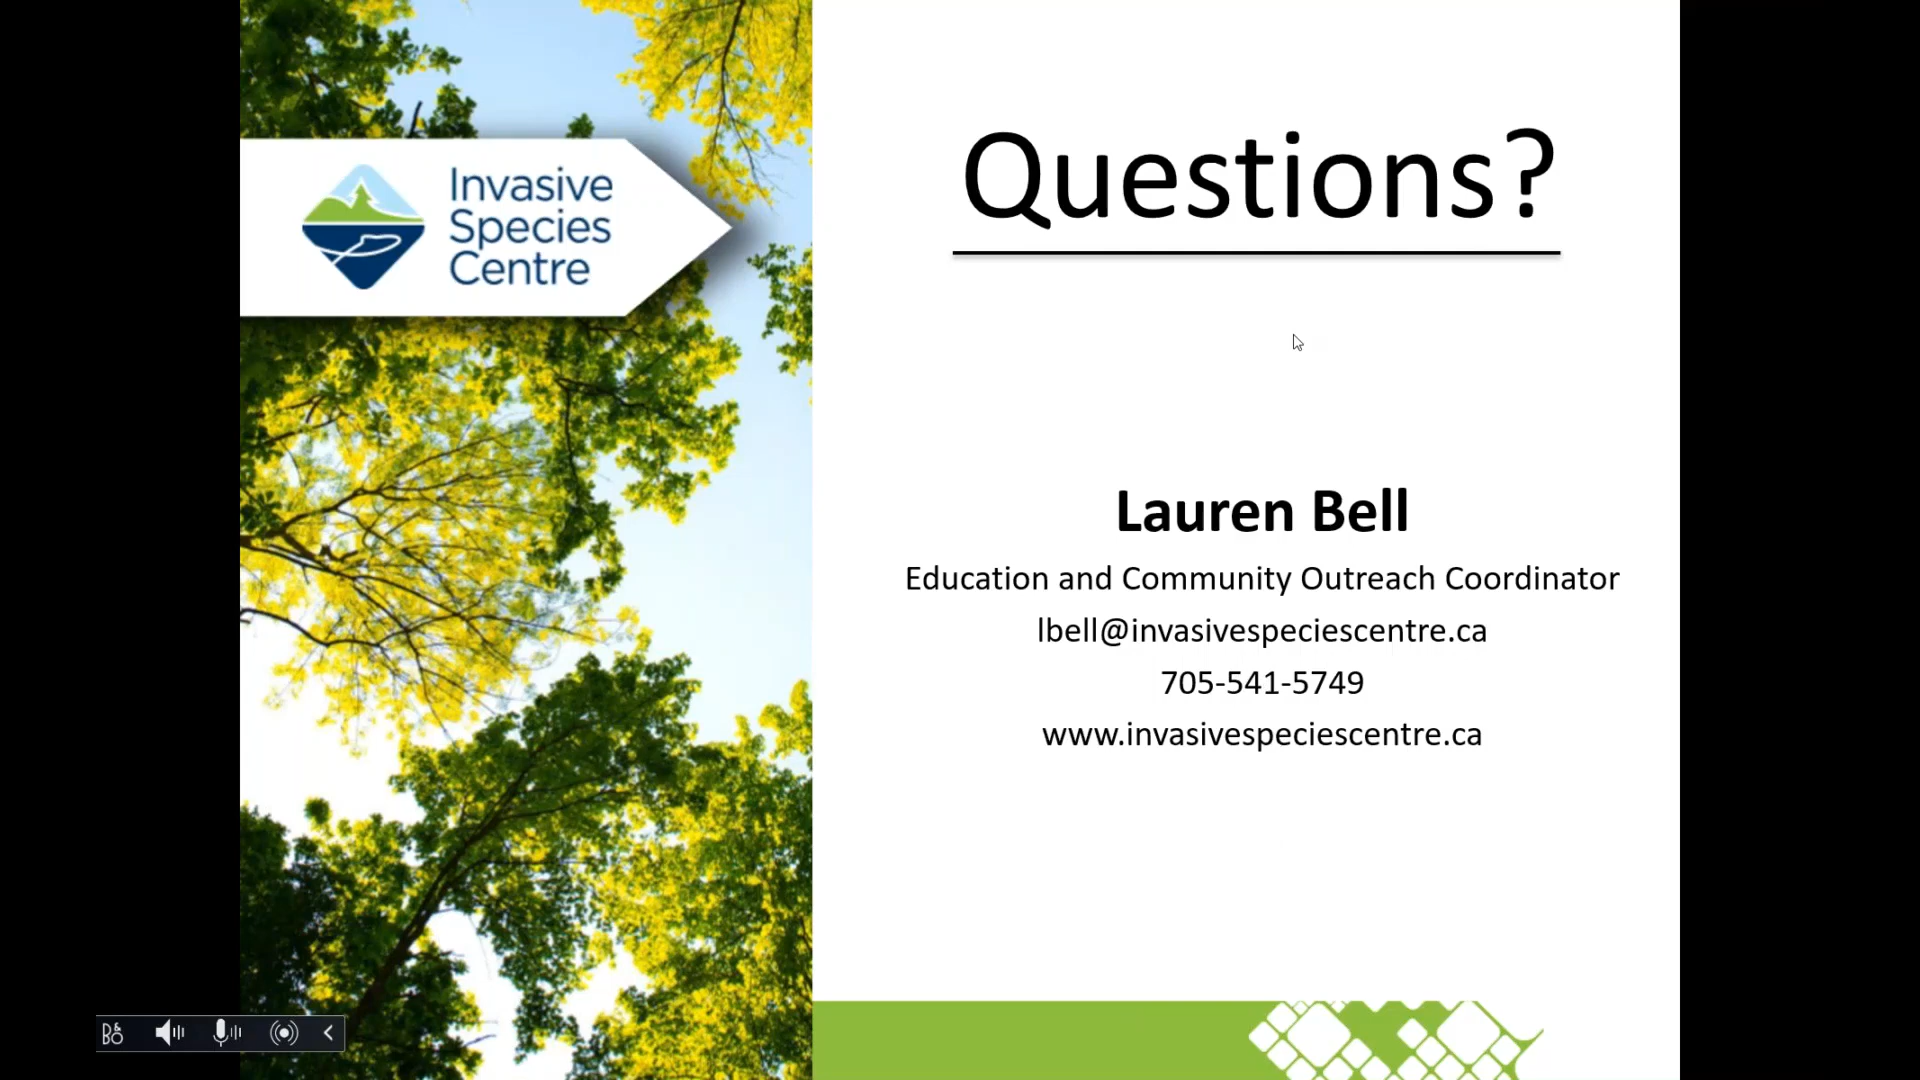 Invasive
Species
Centre
Questions?
Lauren Bell
Education and Community Outreach Coordinator
lbell@invasivespeciescentre.ca
705-541-5749
www.invasivespeciescentre.ca
B&O